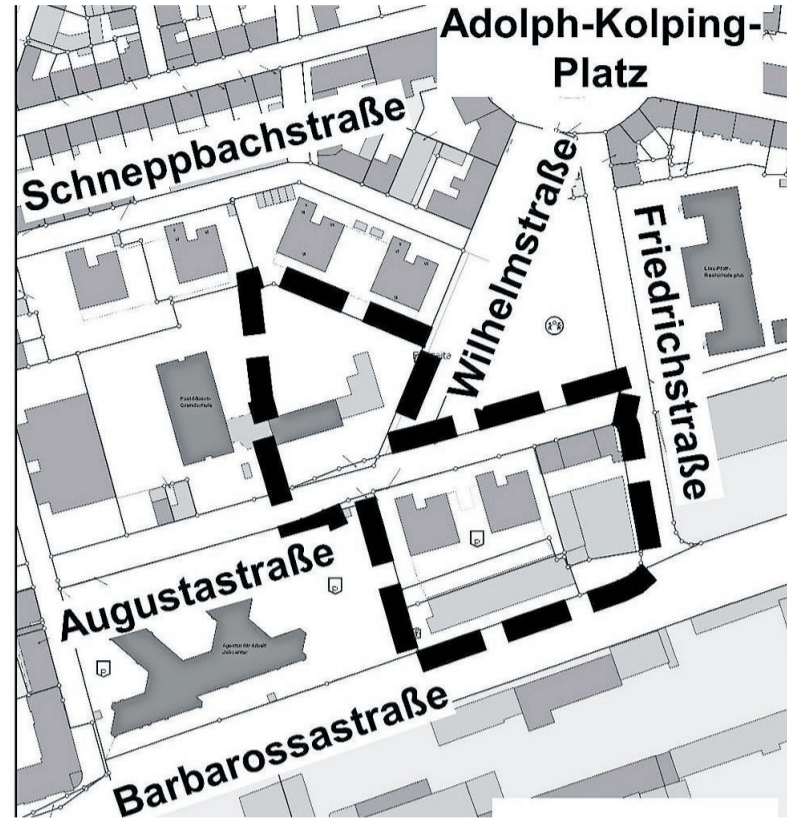 Adolph-Kolping-
Platz
Schneppbachstraße
Wilhelmstraße
Friedrichstraße
Augustastraße
Barbarossastraße
P
P
P